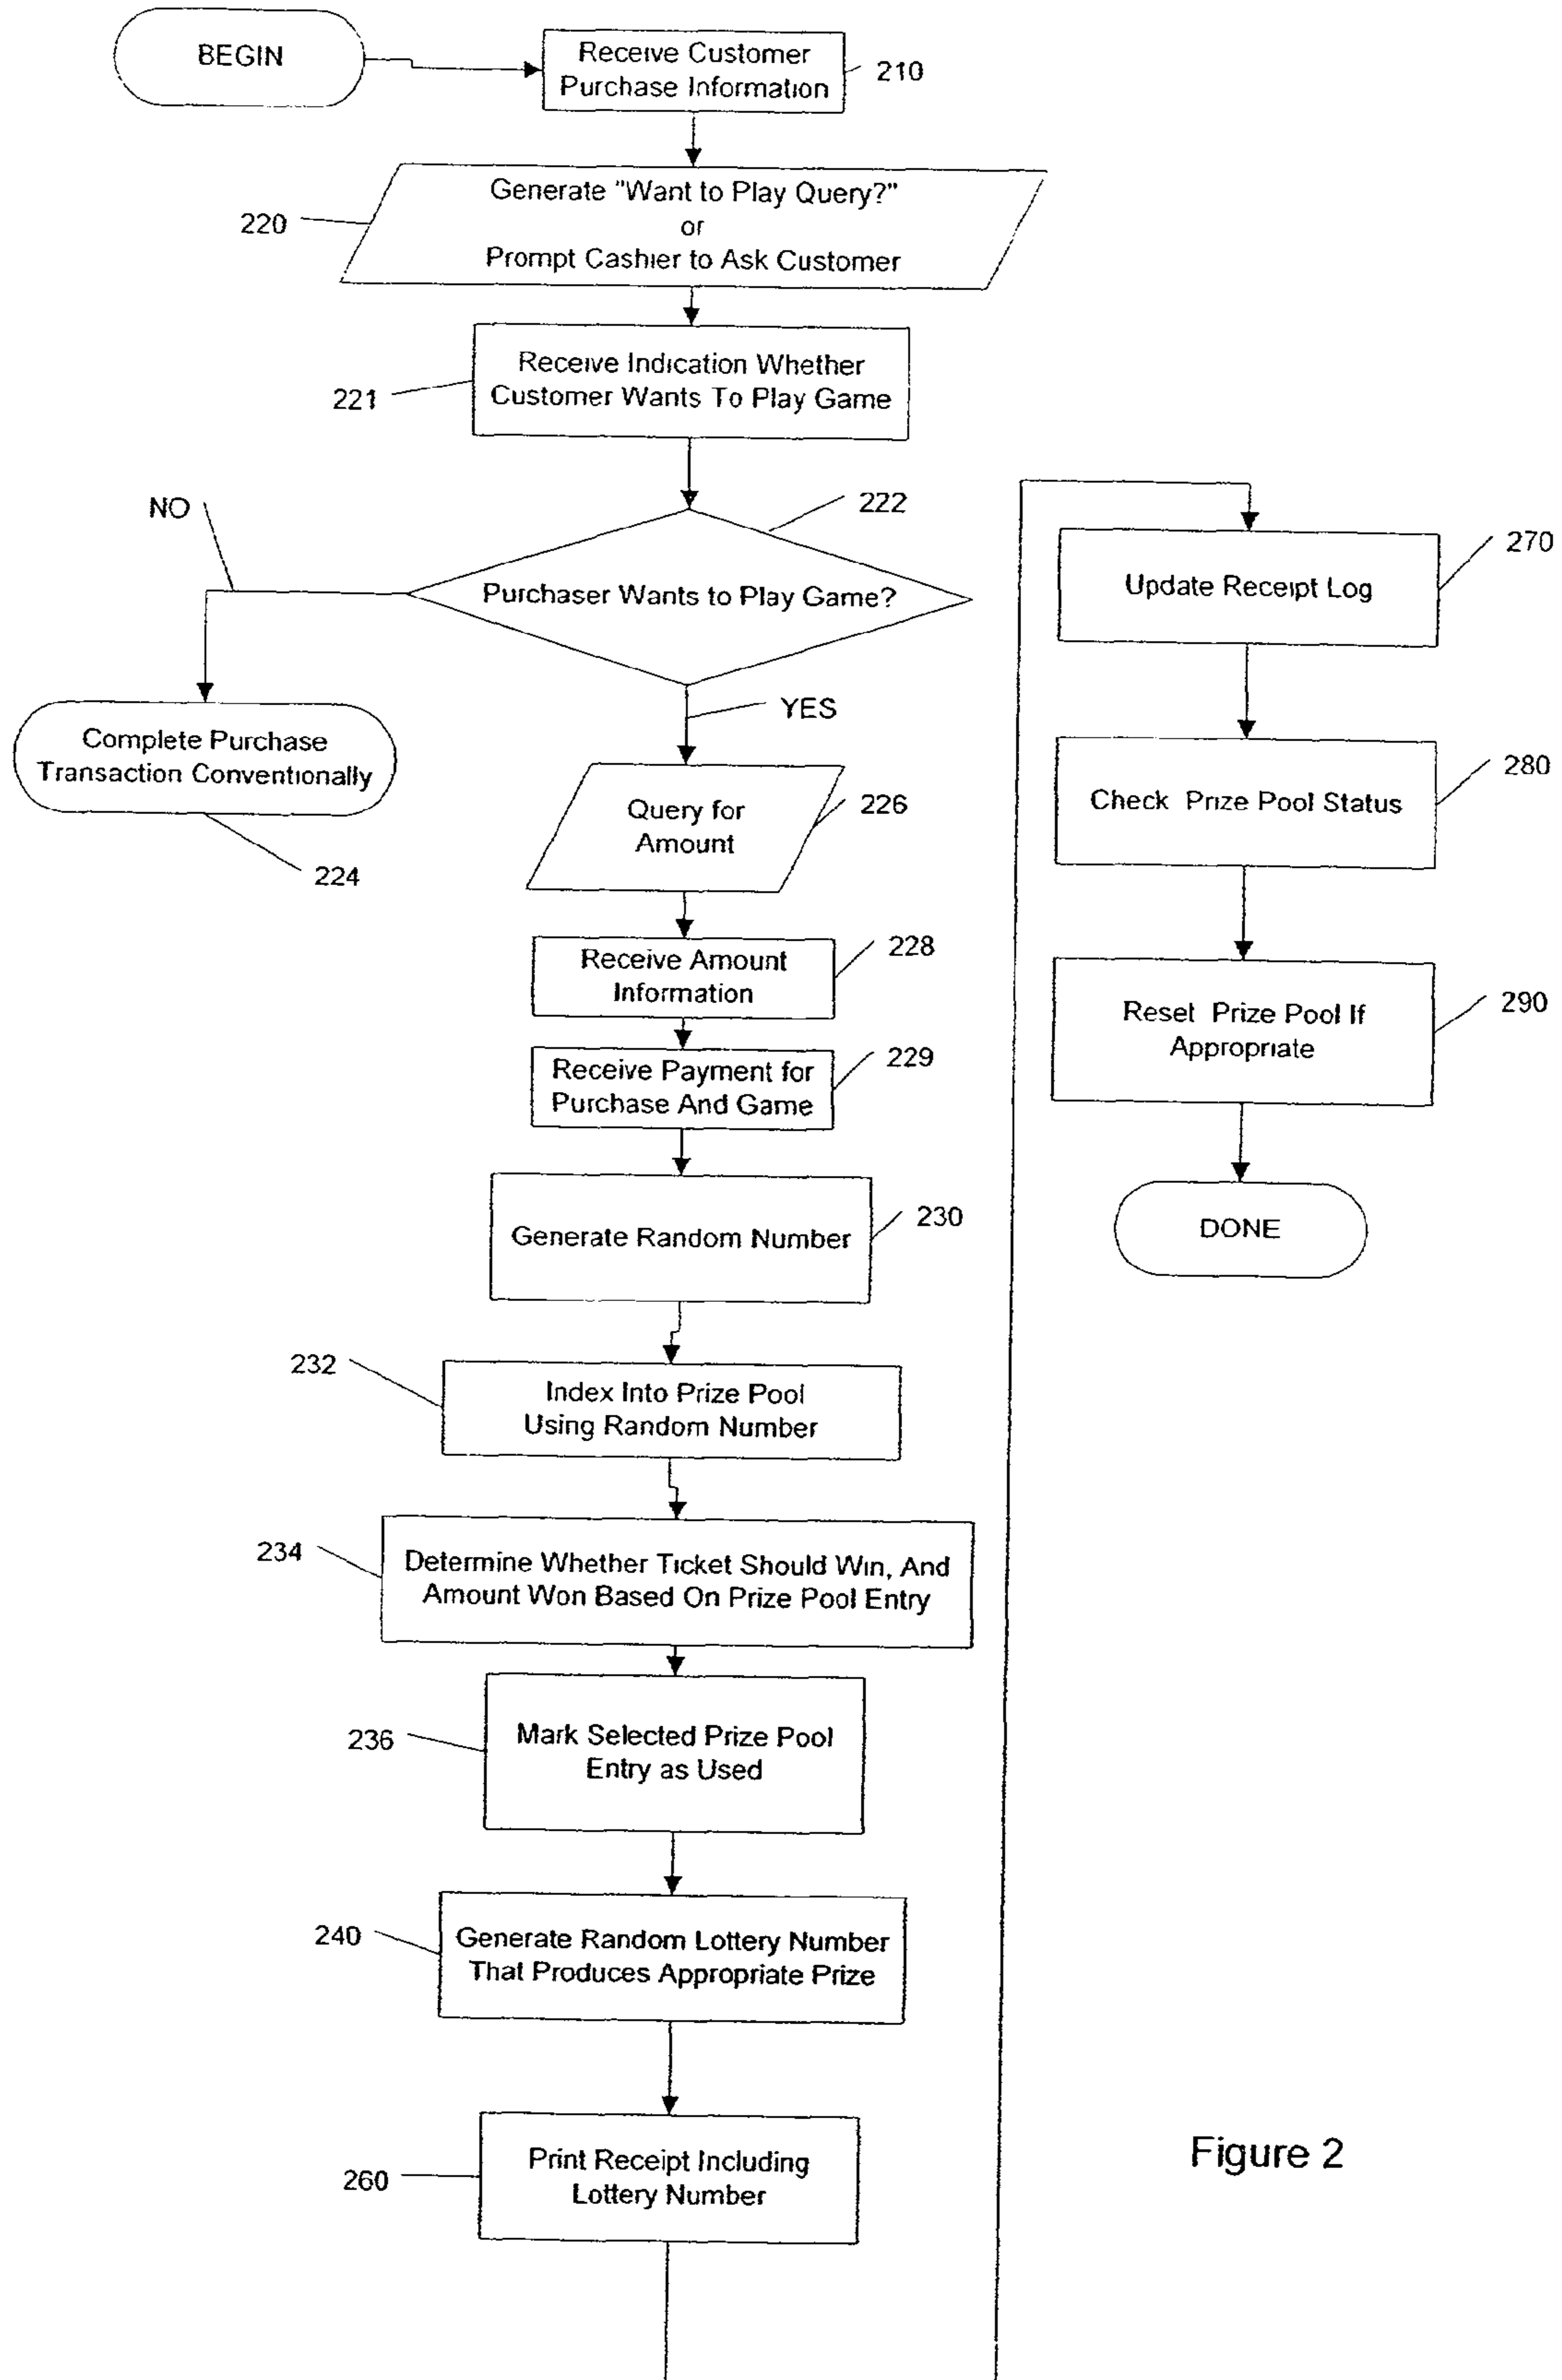 BEGIN
Receive Customer
Purchase Information
210
Generate "Want to Play Query?"
or
Prompt Cashier to Ask Customer
220
Receive Indication Whether
Customer Wants To Play Game
221
NO
222
Purchaser Wants to Play Game?
YES
Complete Purchase
Transaction Conventionally
224
Query for
Amount
226
Receive Amount
Information
228
Receive Payment for
Purchase And Game
229
Generate Random Number
230
232
Index Into Prize Pool
Using Random Number
234
Determine Whether Ticket Should Win, And
Amount Won Based On Prize Pool Entry
236
Mark Selected Prize Pool
Entry as Used
240
Generate Random Lottery Number
That Produces Appropriate Prize
260
Print Receipt Including
Lottery Number
270
Update Receipt Log
280
Check Prize Pool Status
290
Reset Prize Pool If
Appropriate
DONE
Figure 2